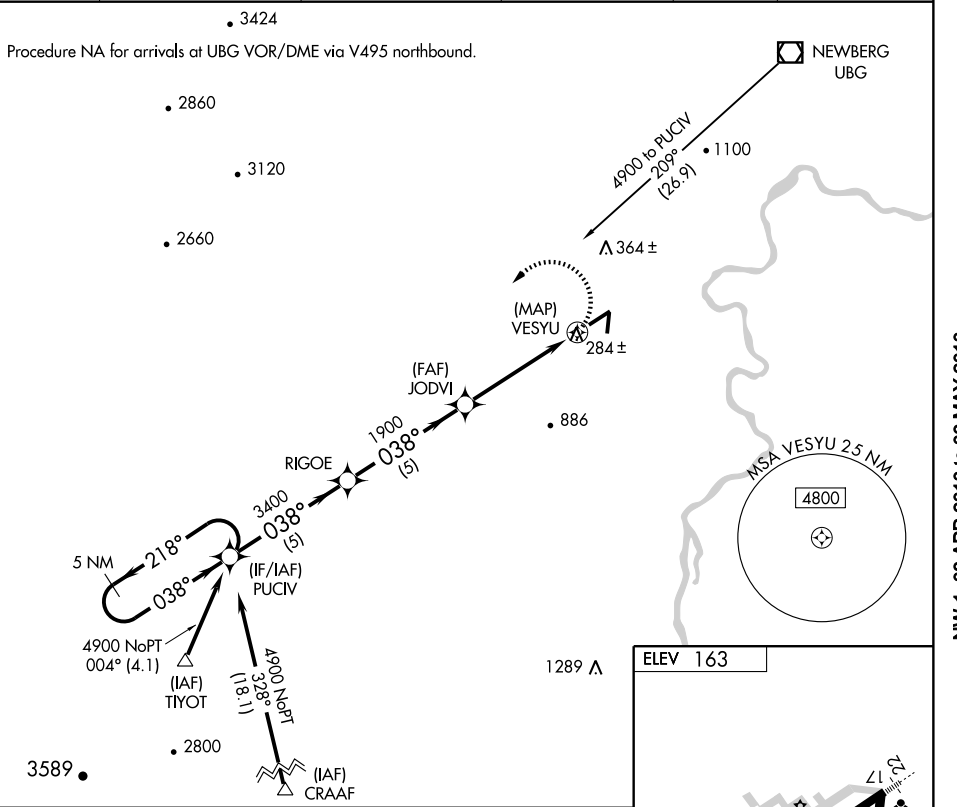 3424
Procedure NA for arrivals at UBG VOR/DME via V495 northbound.
NEWBERG
UBG
2860
4900 to PUCIV
209°
(26.9)
1100
3120
2660
364±
(MAP)
VESYU
284±
(FAF)
JODVI
886
1900
038°
(5)
RIGOE
MSA VESYU 25 NM
4800
3400
038°
(5)
5 NM
218°
038°
(IF/IAF)
PUCIV
4900 NoPT
004° (4.1)
(IAF)
TIYOT
4900 NoPT
328°
(18.1)
1289
ELEV 163
2800
3589
(IAF)
CRAAF
17
22